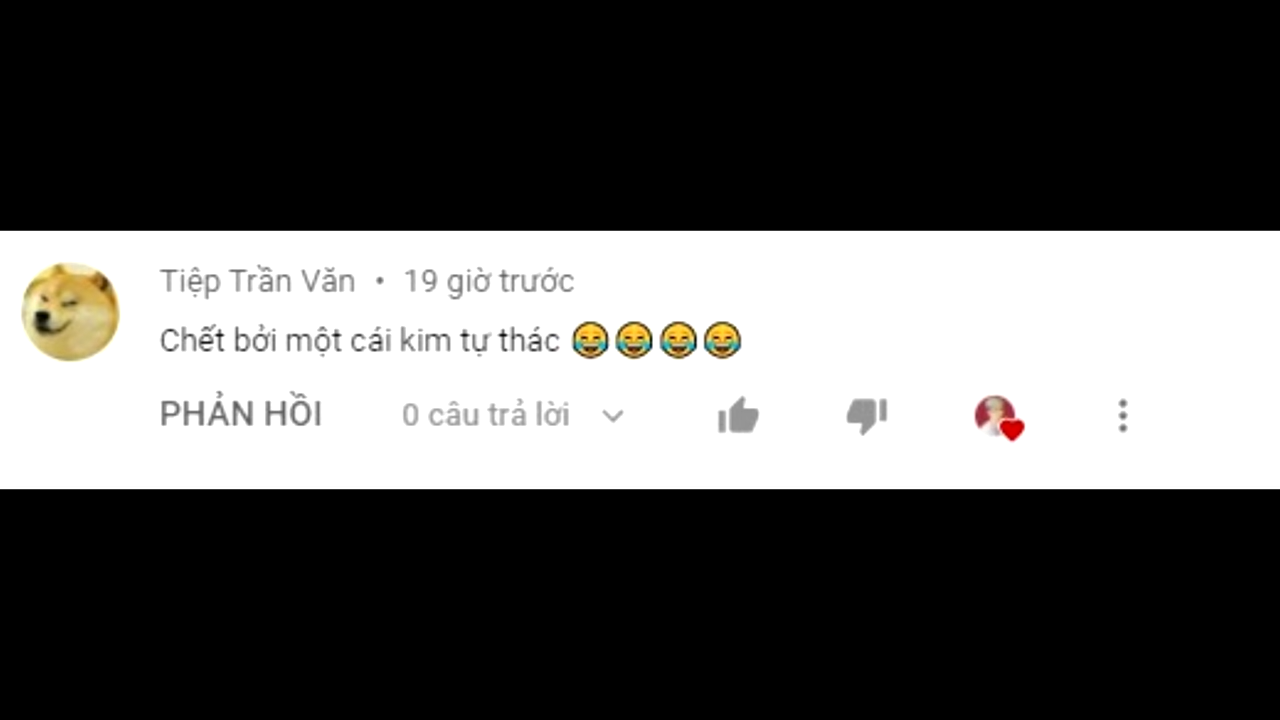 Tiệp Trần Văn • 19 giờ trước
Chết bởi một cái kim tự thác 😂😂😂😂
PHẢN HỒI 0 câu trả lời